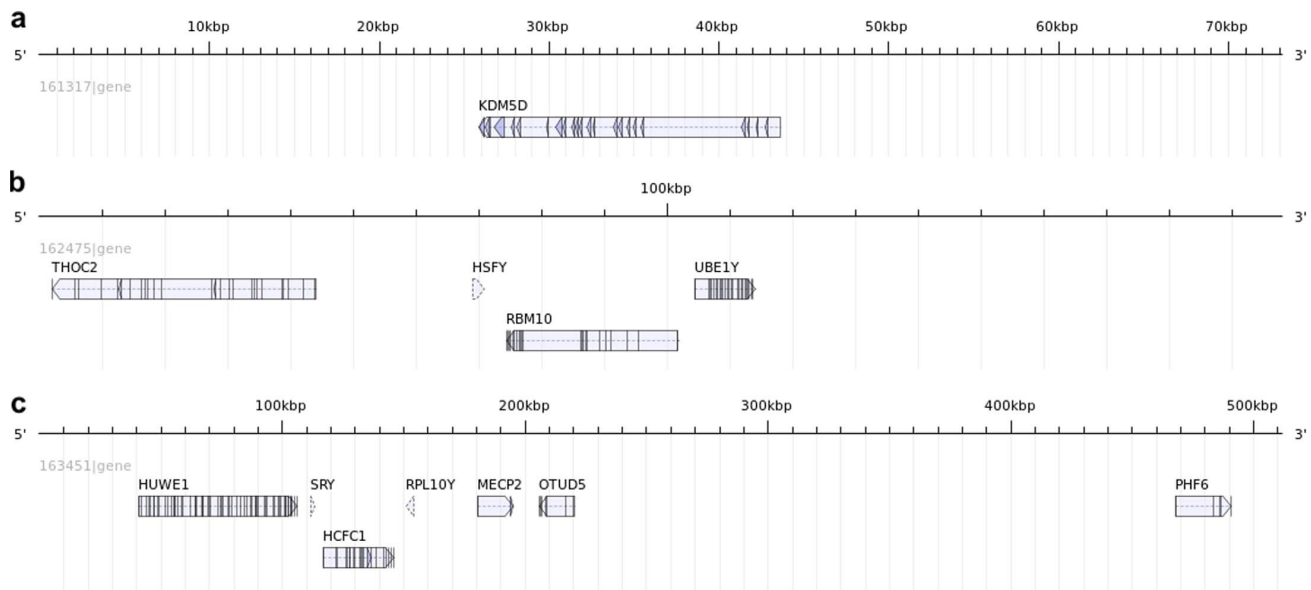 a
10kbp 20kbp 30kbp 40kbp 50kbp 60kbp 70kbp
5' 3'
161317|gene
KDM5D
b
100kbp
5' 3'
162475|gene
THOC2 HSFY UBE1Y
RBM10
c
100kbp 200kbp 300kbp 400kbp 500kbp
5' 3'
163451|gene
HUWE1 SRY RPL10Y MECP2 OTUD5 PHF6
HCFC1